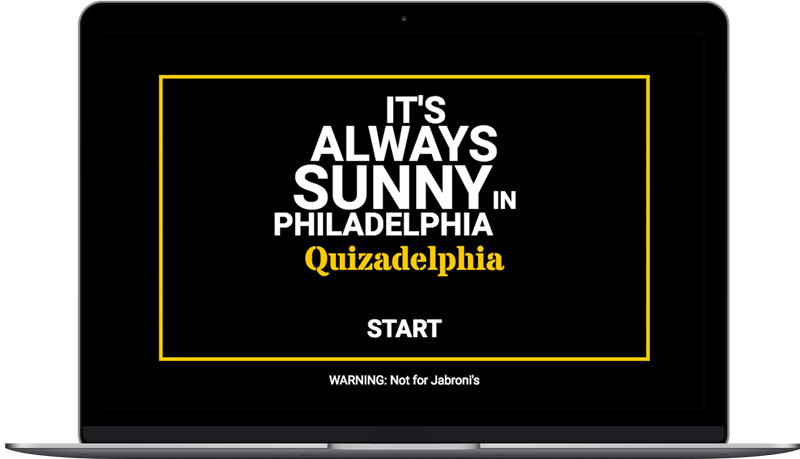 IT'S
ALWAYS
SUNNY IN
PHILADELPHIA
Quizadelphia
START
WARNING: Not for Jabroni's